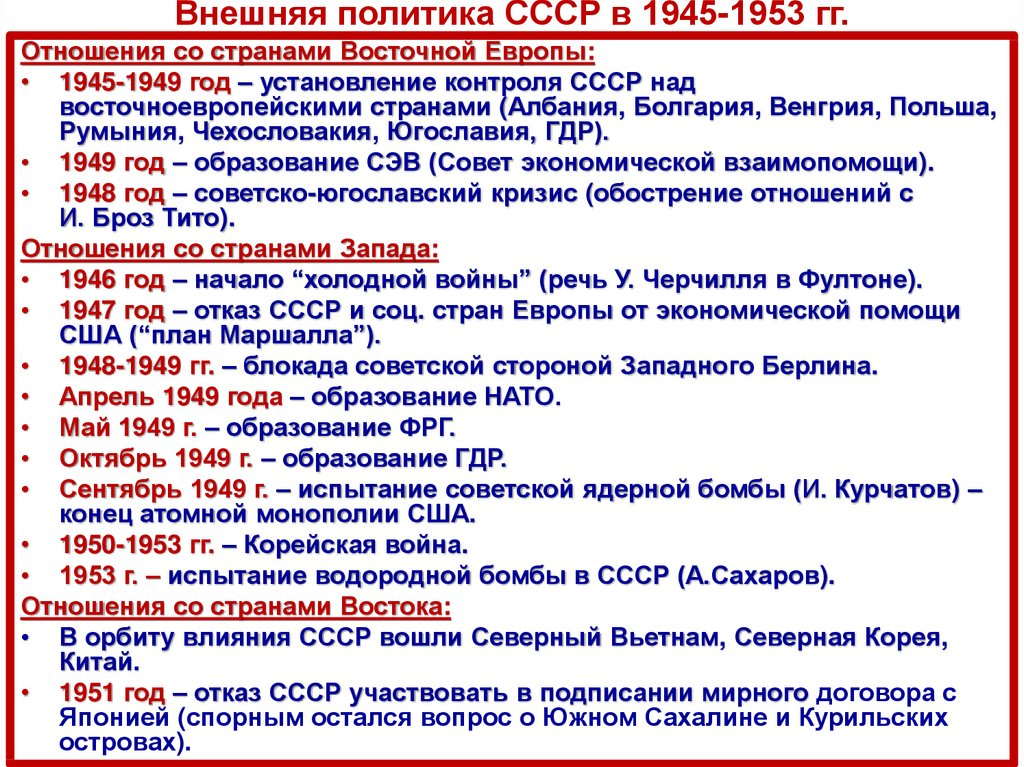 Внешняя политика СССР в 1945-1953 гг.
Отношения со странами Восточной Европы:
• 1945-1949 год – установление контроля СССР над
восточноевропейскими странами (Албания, Болгария, Венгрия, Польша,
Румыния, Чехословакия, Югославия, ГДР).
• 1949 год – образование СЭВ (Совет экономической взаимопомощи).
• 1948 год – советско-югославский кризис (обострение отношений с
И. Броз Тито).
Отношения со странами Запада:
• 1946 год – начало “холодной войны” (речь У. Черчилля в Фултоне).
• 1947 год – отказ СССР и соц. стран Европы от экономической помощи
США (“план Маршалла”).
• 1948-1949 гг. – блокада советской стороной Западного Берлина.
• Апрель 1949 года – образование НАТО.
• Май 1949 г. – образование ФРГ.
• Октябрь 1949 г. – образование ГДР.
• Сентябрь 1949 г. – испытание советской ядерной бомбы (И. Курчатов) –
конец атомной монополии США.
• 1950-1953 гг. – Корейская война.
• 1953 г. – испытание водородной бомбы в СССР (А.Сахаров).
Отношения со странами Востока:
• В орбиту влияния СССР вошли Северный Вьетнам, Северная Корея,
Китай.
• 1951 год – отказ СССР участвовать в подписании мирного договора с
Японией (спорным остался вопрос о Южном Сахалине и Курильских
островах).